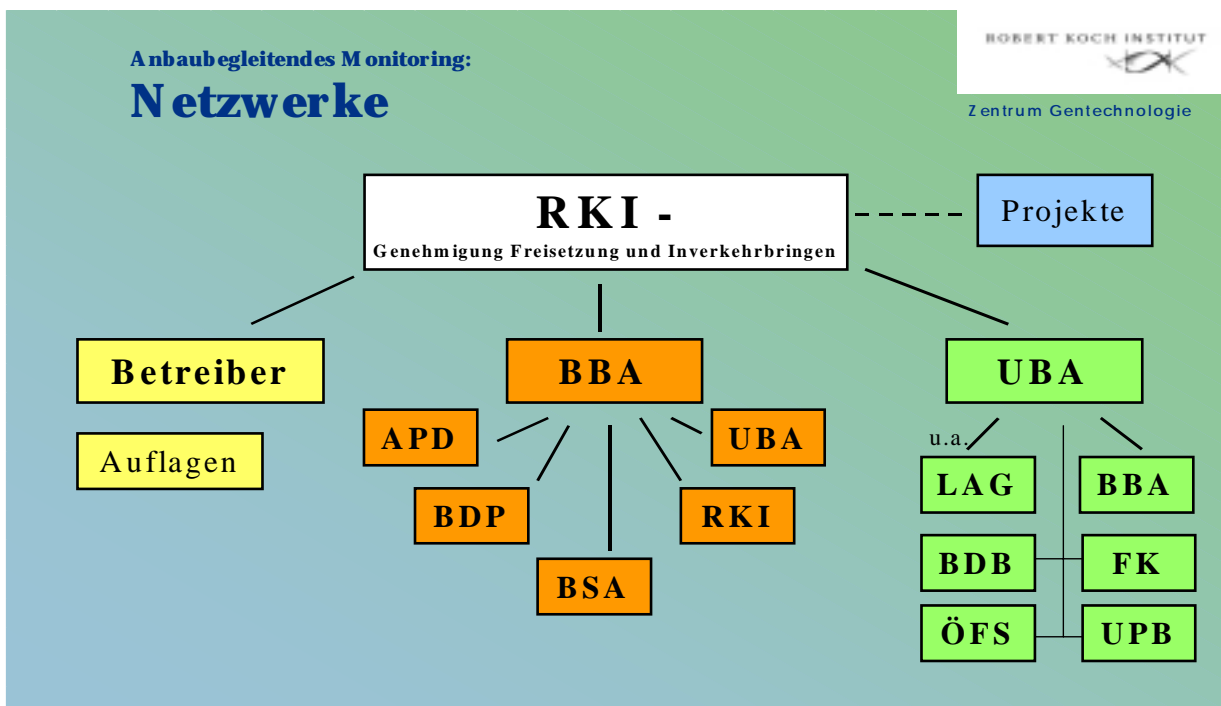 Anbaubegleitendes Monitoring:
Netzwerke
ROBERT KOCH INSTITUT
Zentrum Gentechnologie
RKI -
Genehmigung Freisetzung und Inverkehrbringen
Projekte
Betreiber
BBA
UBA
Auflagen
APD
UBA
BDP
RKI
BSA
u.a.
LAG
BBA
BDB
FK
ÖFS
UPB